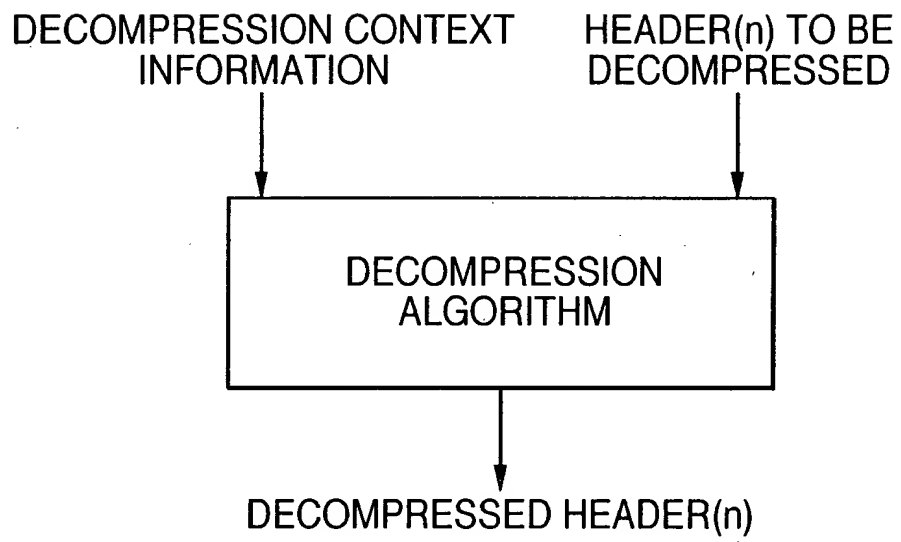 DECOMPRESSION CONTEXT
INFORMATION
HEADER(n) TO BE
DECOMPRESSED
DECOMPRESSION
ALGORITHM
DECOMPRESSED HEADER(n)